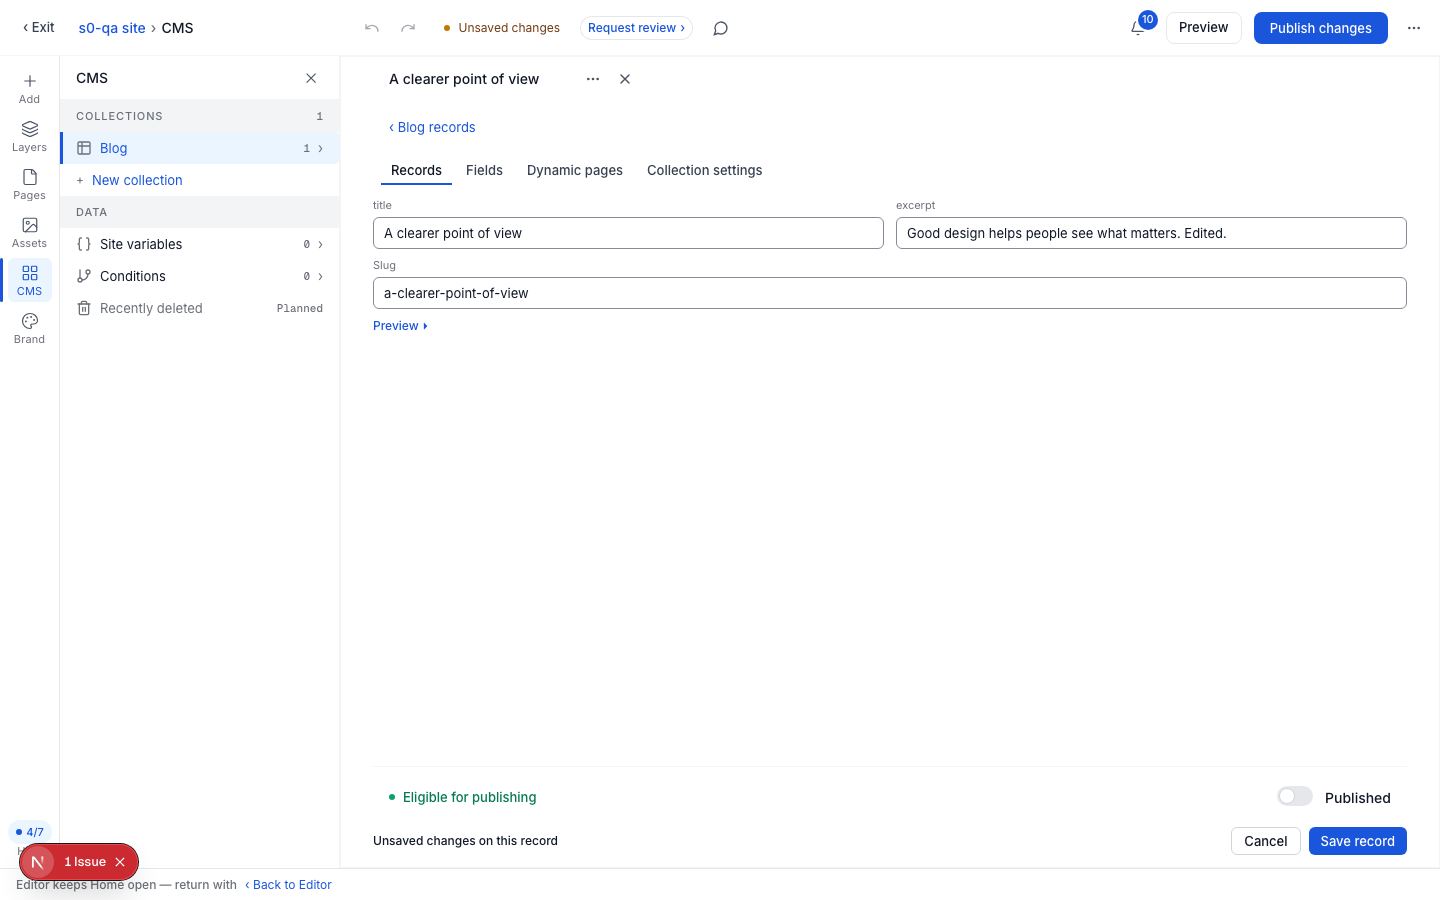 ‹ Exit
s0-qa site › CMS
Unsaved changes
Request review ›
10
Preview
Publish changes
Add
Layers
Pages
Assets
CMS
Brand
4/7
CMS
COLLECTIONS 1
Blog 1 ›
+ New collection
DATA
Site variables 0 ›
Conditions 0 ›
Recently deleted Planned
A clearer point of view
‹ Blog records
Records Fields Dynamic pages Collection settings
title
A clearer point of view
excerpt
Good design helps people see what matters. Edited.
Slug
a-clearer-point-of-view
Preview
Eligible for publishing
Published
Unsaved changes on this record
Cancel
Save record
N 1 Issue
Editor keeps Home open — return with ‹ Back to Editor